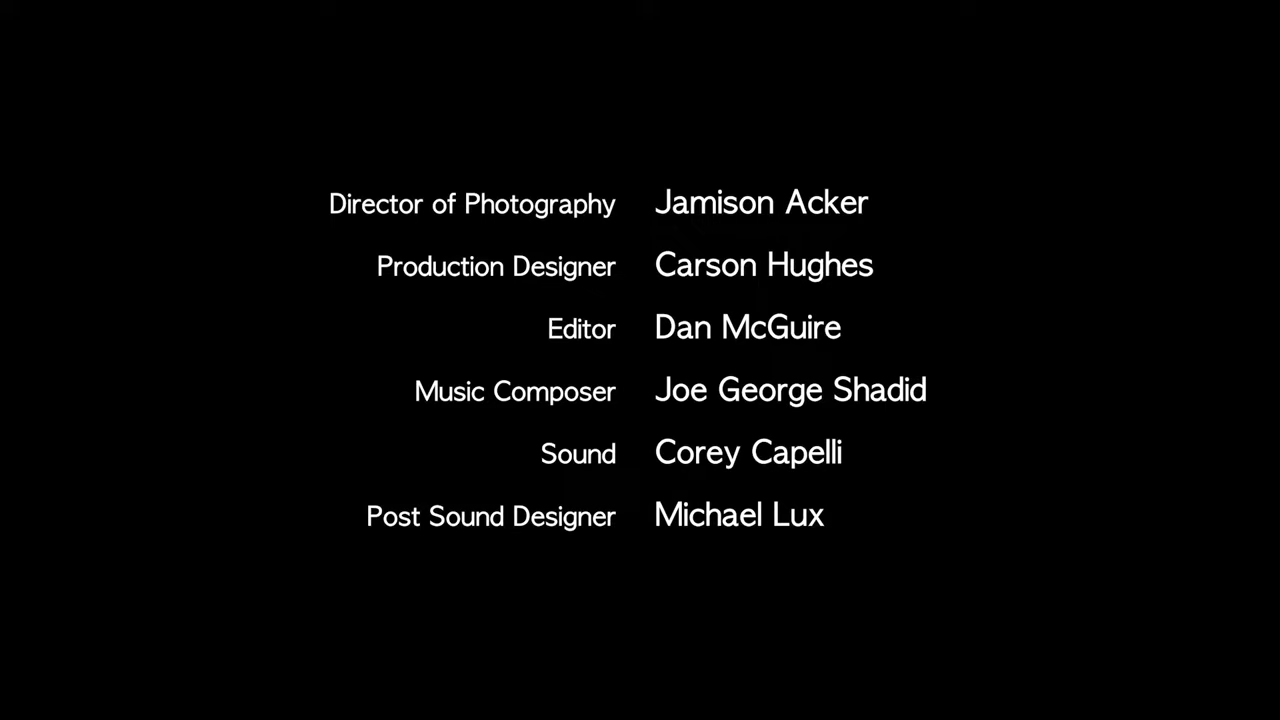 Director of Photography Jamison Acker
Production Designer Carson Hughes
Editor Dan McGuire
Music Composer Joe George Shadid
Sound Corey Capelli
Post Sound Designer Michael Lux